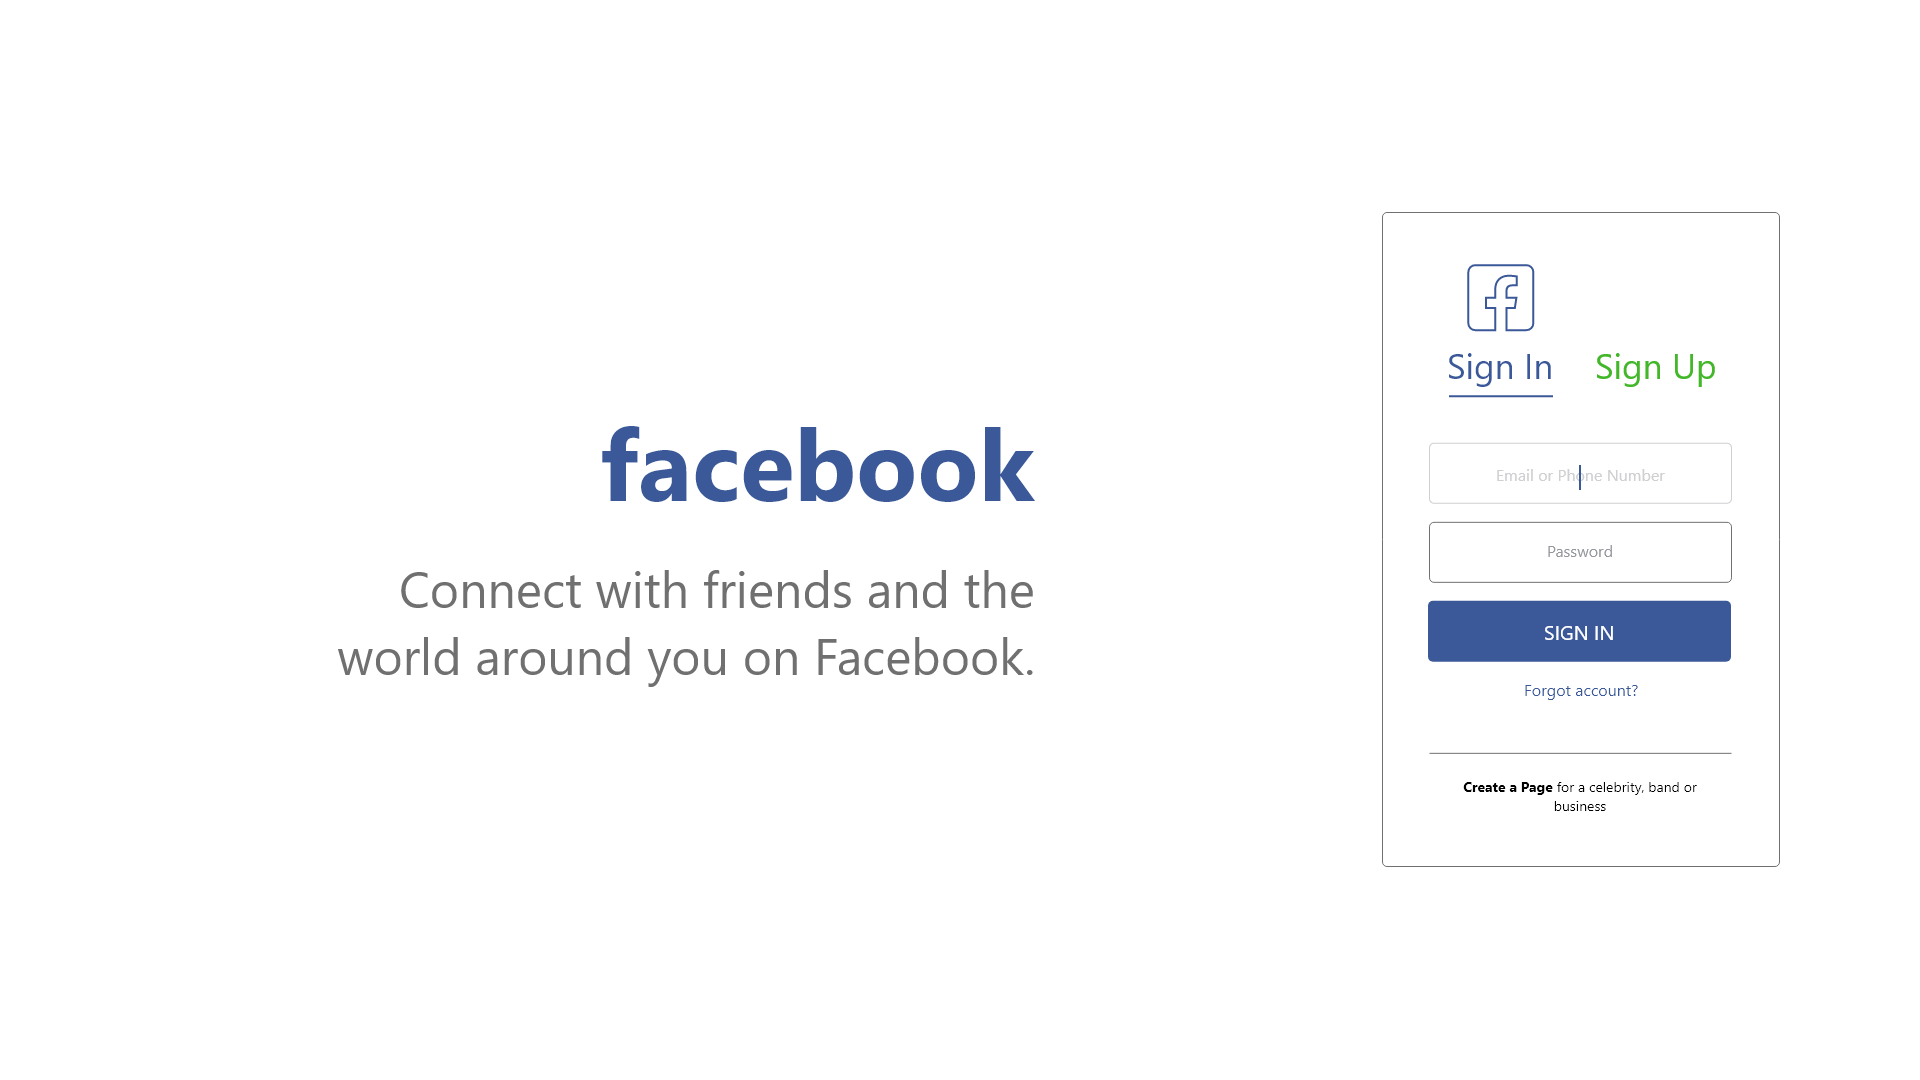 facebook
Connect with friends and the
world around you on Facebook.
Sign In
Sign Up
Email or Phone Number
Password
SIGN IN
Forgot account?
Create a Page for a celebrity, band or
business